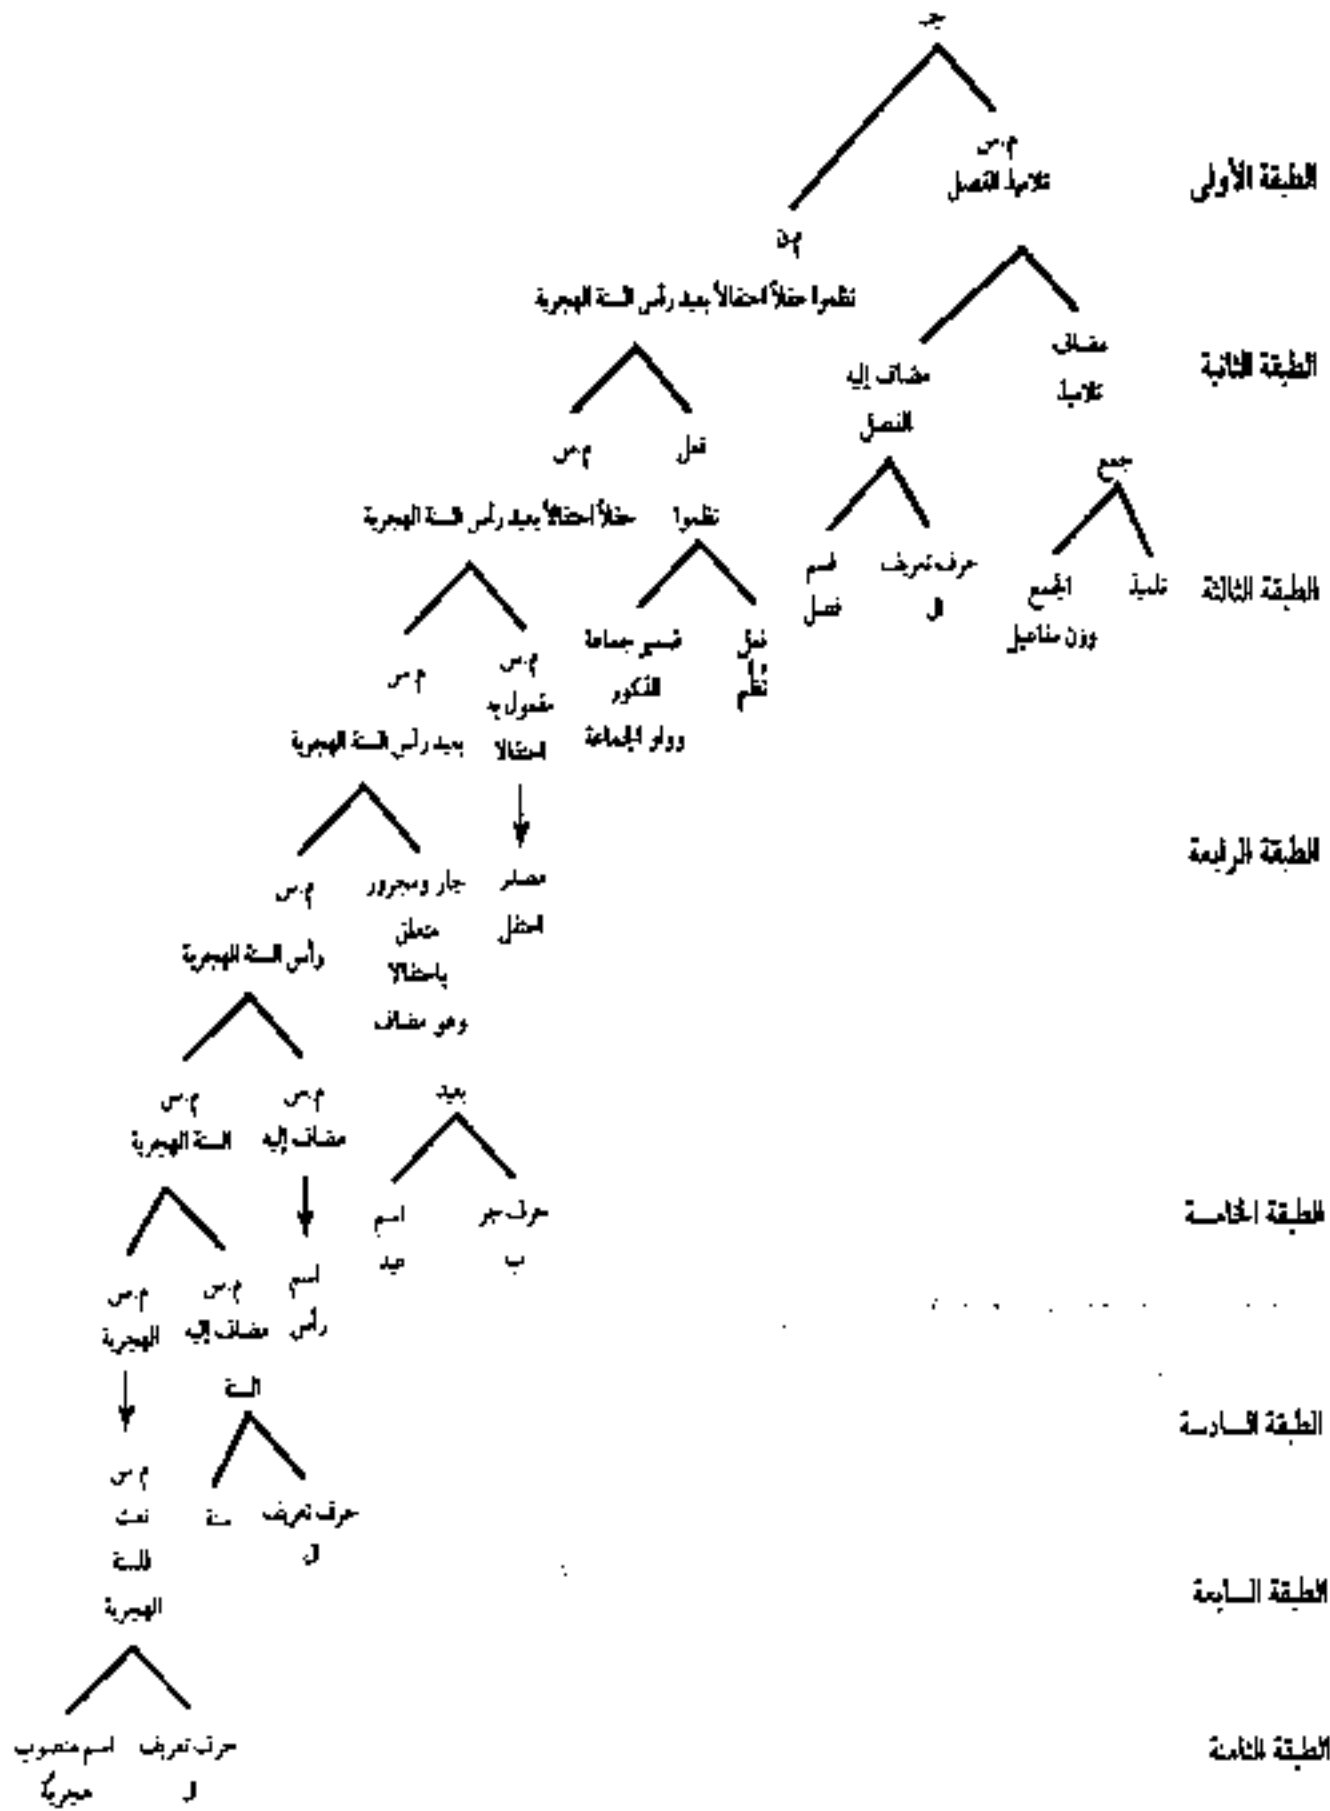 جـ
م.س
تلاميذ الفصل
الطبقة الأولى
م.ن
نظموا حفلاً احتفالاً بعيد رأس السنة الهجرية
مضاف
تلاميذ
مضاف إليه
الفصل
الطبقة الثانية
فعل
م.س
جمع
نظموا
حفلاً احتفالاً بعيد رأس السنة الهجرية
تلميذ
الجمع
وزن مفاعيل
حرف تعريف
ال
اسم
فصل
الطبقة الثالثة
فعل
نظم
ضمير جماعة
الذكور
وواو الجماعة
م.س
مفعول به
احتفالا
م.س
بعيد رأس السنة الهجرية
الطبقة الرابعة
مصدر
احتفل
جار ومجرور
متعلق
باحتفالا
وهو مضاف
م.س
رأس السنة الهجرية
بعيد
م.س
مضاف إليه
م.س
السنة الهجرية
الطبقة الخامسة
حرف جر
ب
اسم
عيد
اسم
رأس
م.س
مضاف إليه
م.س
الهجرية
السنة
الطبقة السادسة
م.س
نعت
للسنة
الهجرية
حرف تعريف
ال
سنة
الطبقة السابعة
حرف تعريف
ال
اسم منصوب
هجرية
الطبقة الثامنة